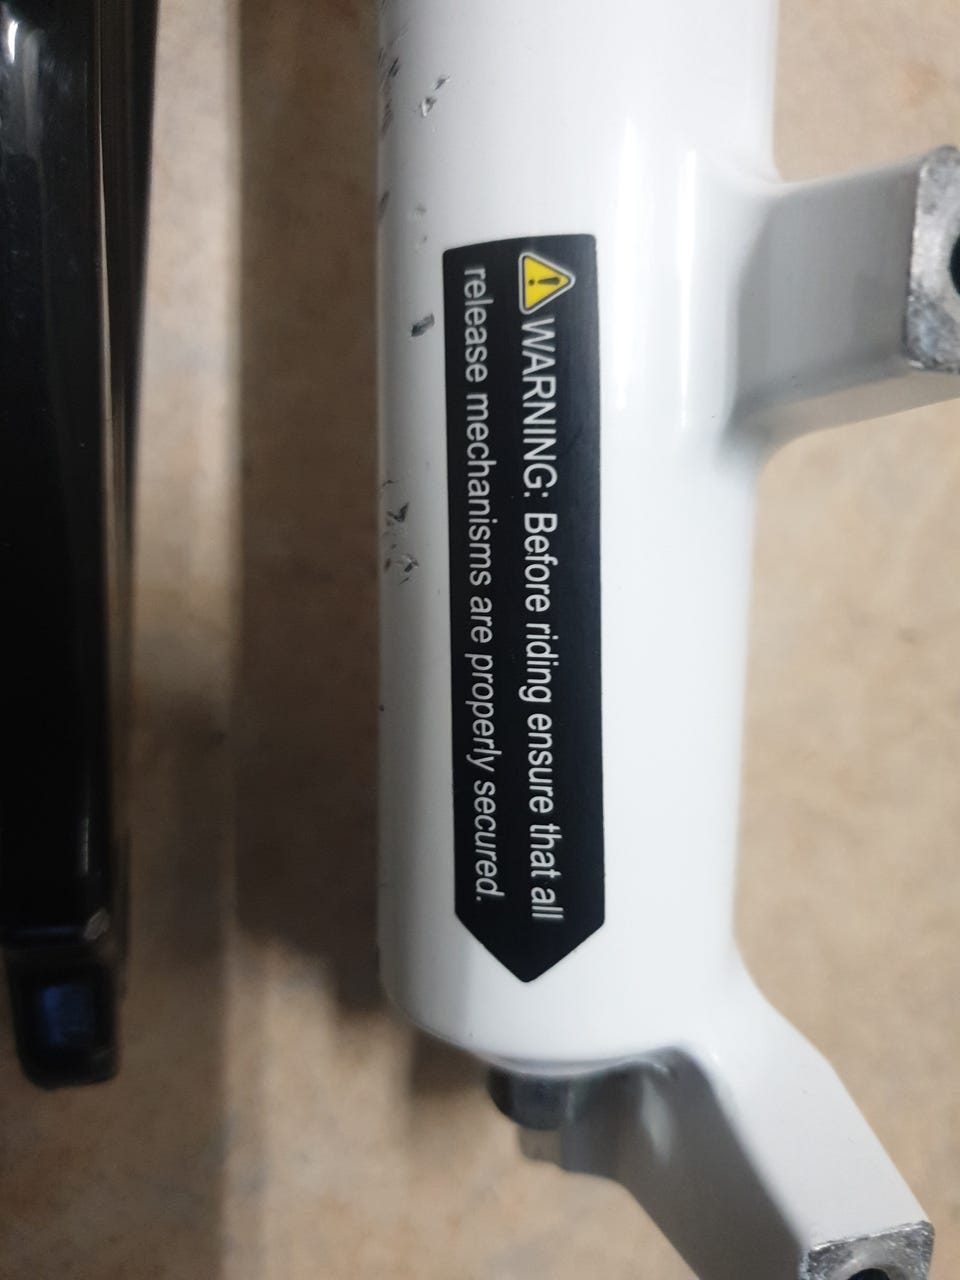 WARNING: Before riding ensure that all
release mechanisms are properly secured.